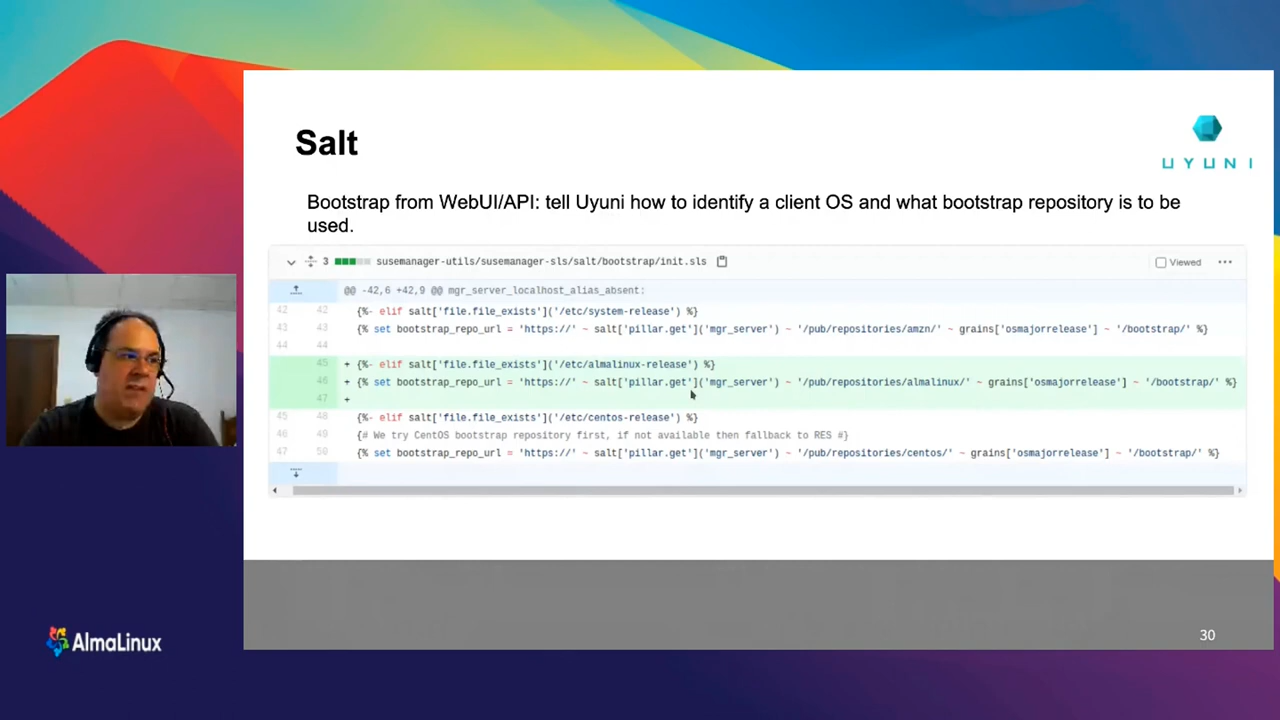 Salt
UYUNI
Bootstrap from WebUI/API: tell Uyuni how to identify a client OS and what bootstrap repository is to be
used.
3 susemanager-utils/susemanager-sls/salt/bootstrap/init.sls Viewed ...
@@ -42,6 +42,9 @@ mgr_server_localhost_alias_absent:
42 42 {%- elif salt['file.file_exists']('/etc/system-release') %}
43 43 {% set bootstrap_repo_url = 'https://' ~ salt['pillar.get']('mgr_server') ~ '/pub/repositories/amzn/' ~ grains['osmajorrelease'] ~ '/bootstrap/' %}
44 44
45 + {%- elif salt['file.file_exists']('/etc/almalinux-release') %}
46 + {% set bootstrap_repo_url = 'https://' ~ salt['pillar.get']('mgr_server') ~ '/pub/repositories/almalinux/' ~ grains['osmajorrelease'] ~ '/bootstrap/' %}
47 +
45 48 {%- elif salt['file.file_exists']('/etc/centos-release') %}
46 49 {# We try CentOS bootstrap repository first, if not available then fallback to RES #}
47 50 {% set bootstrap_repo_url = 'https://' ~ salt['pillar.get']('mgr_server') ~ '/pub/repositories/centos/' ~ grains['osmajorrelease'] ~ '/bootstrap/' %}
30
AlmaLinux